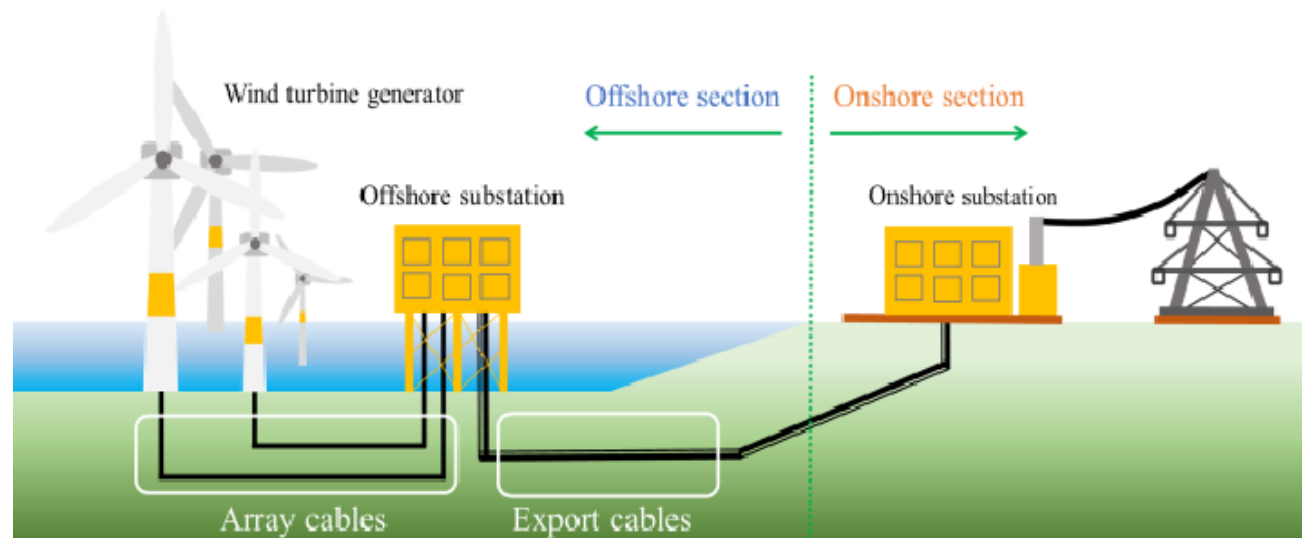 Wind turbine generator
Offshore section
Onshore section
Offshore substation
Onshore substation
Array cables
Export cables